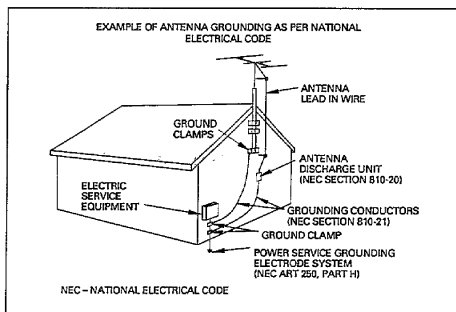 EXAMPLE OF ANTENNA GROUNDING AS PER NATIONAL
ELECTRICAL CODE
ANTENNA
LEAD IN WIRE
GROUND
CLAMPS
ANTENNA
DISCHARGE UNIT
(NEC SECTION 810-20)
ELECTRIC
SERVICE
EQUIPMENT
GROUNDING CONDUCTORS
(NEC SECTION 810-21)
GROUND CLAMP
POWER SERVICE GROUNDING
ELECTRODE SYSTEM
(NEC ART 250, PART H)
NEC – NATIONAL ELECTRICAL CODE